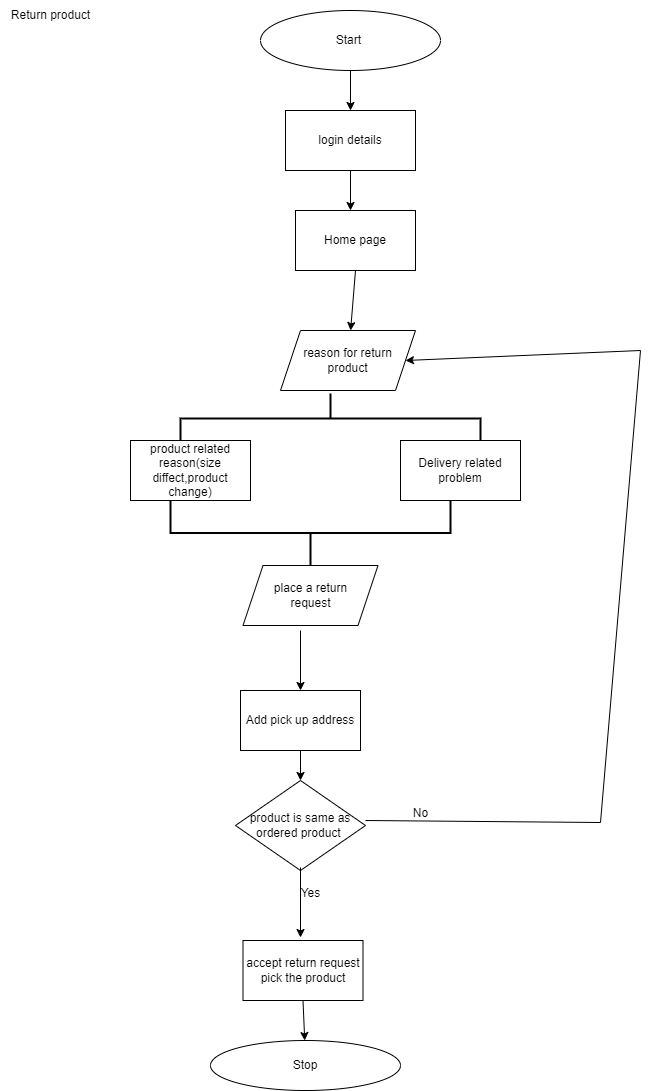 Return product
Start
login details
Home page
reason for return
product
product related
reason(size
diffect,product
change)
Delivery related
problem
place a return
request
Add pick up address
product is same as
ordered product
No
Yes
accept return request
pick the product
Stop